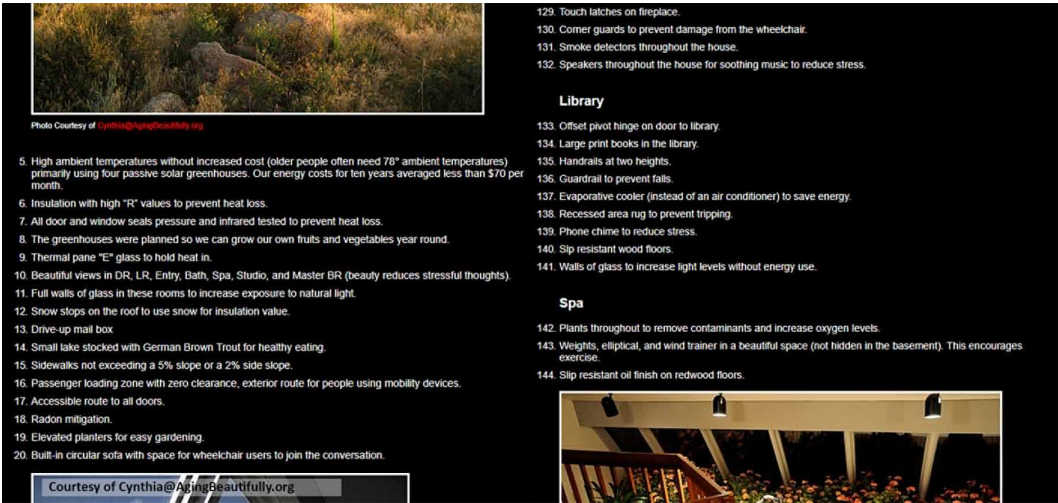 Photo Courtesy of Cynthia@AgingBeautifully.org
5. High ambient temperatures without increased cost (older people often need 78° ambient temperatures)
primarily using four passive solar greenhouses. Our energy costs for ten years averaged less than $70 per
month.
6. Insulation with high "R" values to prevent heat loss.
7. All door and window seals pressure and infrared tested to prevent heat loss.
8. The greenhouses were planned so we can grow our own fruits and vegetables year round.
9. Thermal pane "E" glass to hold heat in.
10. Beautiful views in DR, LR, Entry, Bath, Spa, Studio, and Master BR (beauty reduces stressful thoughts).
11. Full walls of glass in these rooms to increase exposure to natural light.
12. Snow stops on the roof to use snow for insulation value.
13. Drive-up mail box
14. Small lake stocked with German Brown Trout for healthy eating.
15. Sidewalks not exceeding a 5% slope or a 2% side slope.
16. Passenger loading zone with zero clearance, exterior route for people using mobility devices.
17. Accessible route to all doors.
18. Radon mitigation.
19. Elevated planters for easy gardening.
20. Built-in circular sofa with space for wheelchair users to join the conversation.
Courtesy of Cynthia@AgingBeautifully.org
129. Touch latches on fireplace.
130. Corner guards to prevent damage from the wheelchair.
131. Smoke detectors throughout the house.
132. Speakers throughout the house for soothing music to reduce stress.
Library
133. Offset pivot hinge on door to library.
134. Large print books in the library.
135. Handrails at two heights.
136. Guardrail to prevent falls.
137. Evaporative cooler (instead of an air conditioner) to save energy.
138. Recessed area rug to prevent tripping.
139. Phone chime to reduce stress.
140. Slp resistant wood floors.
141. Walls of glass to increase light levels without energy use.
Spa
142. Plants throughout to remove contaminants and increase oxygen levels.
143. Weights, elliptical, and wind trainer in a beautiful space (not hidden in the basement). This encourages
exercise.
144. Slip resistant oil finish on redwood floors.